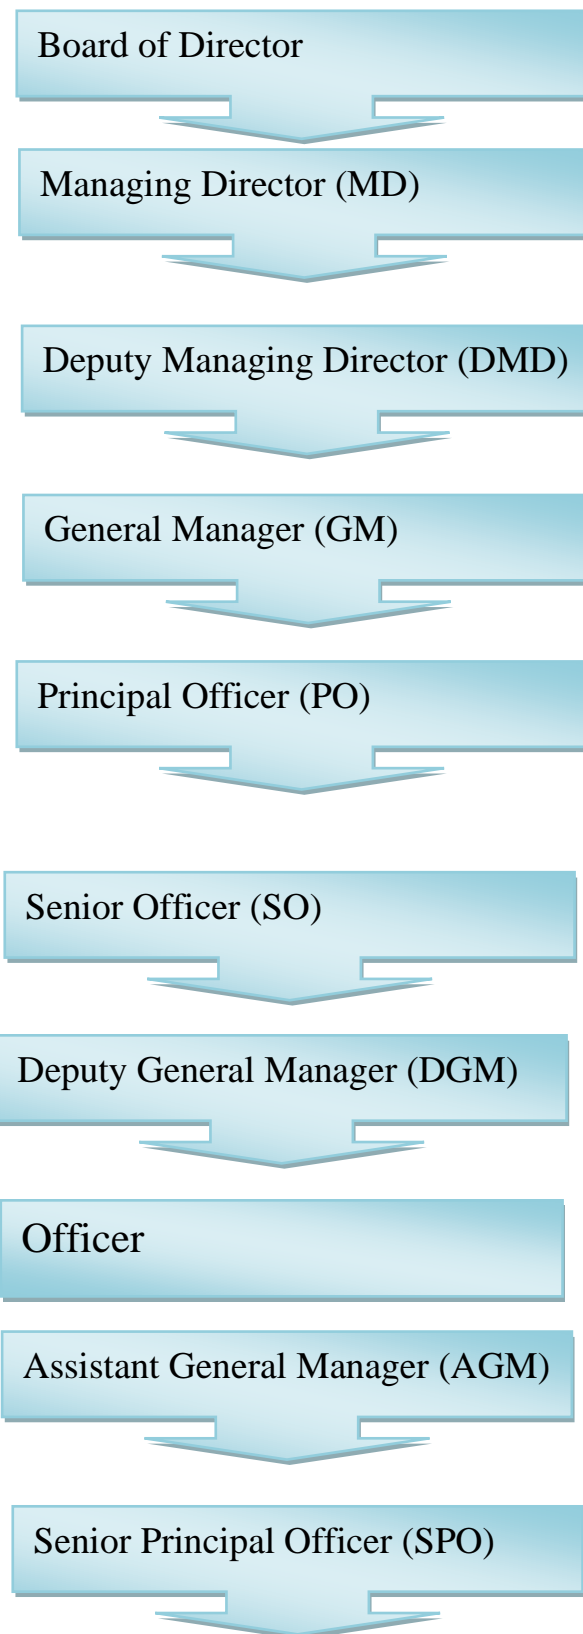 Board of Director
Managing Director (MD)
Deputy Managing Director (DMD)
General Manager (GM)
Principal Officer (PO)
Senior Officer (SO)
Deputy General Manager (DGM)
Officer
Assistant General Manager (AGM)
Senior Principal Officer (SPO)